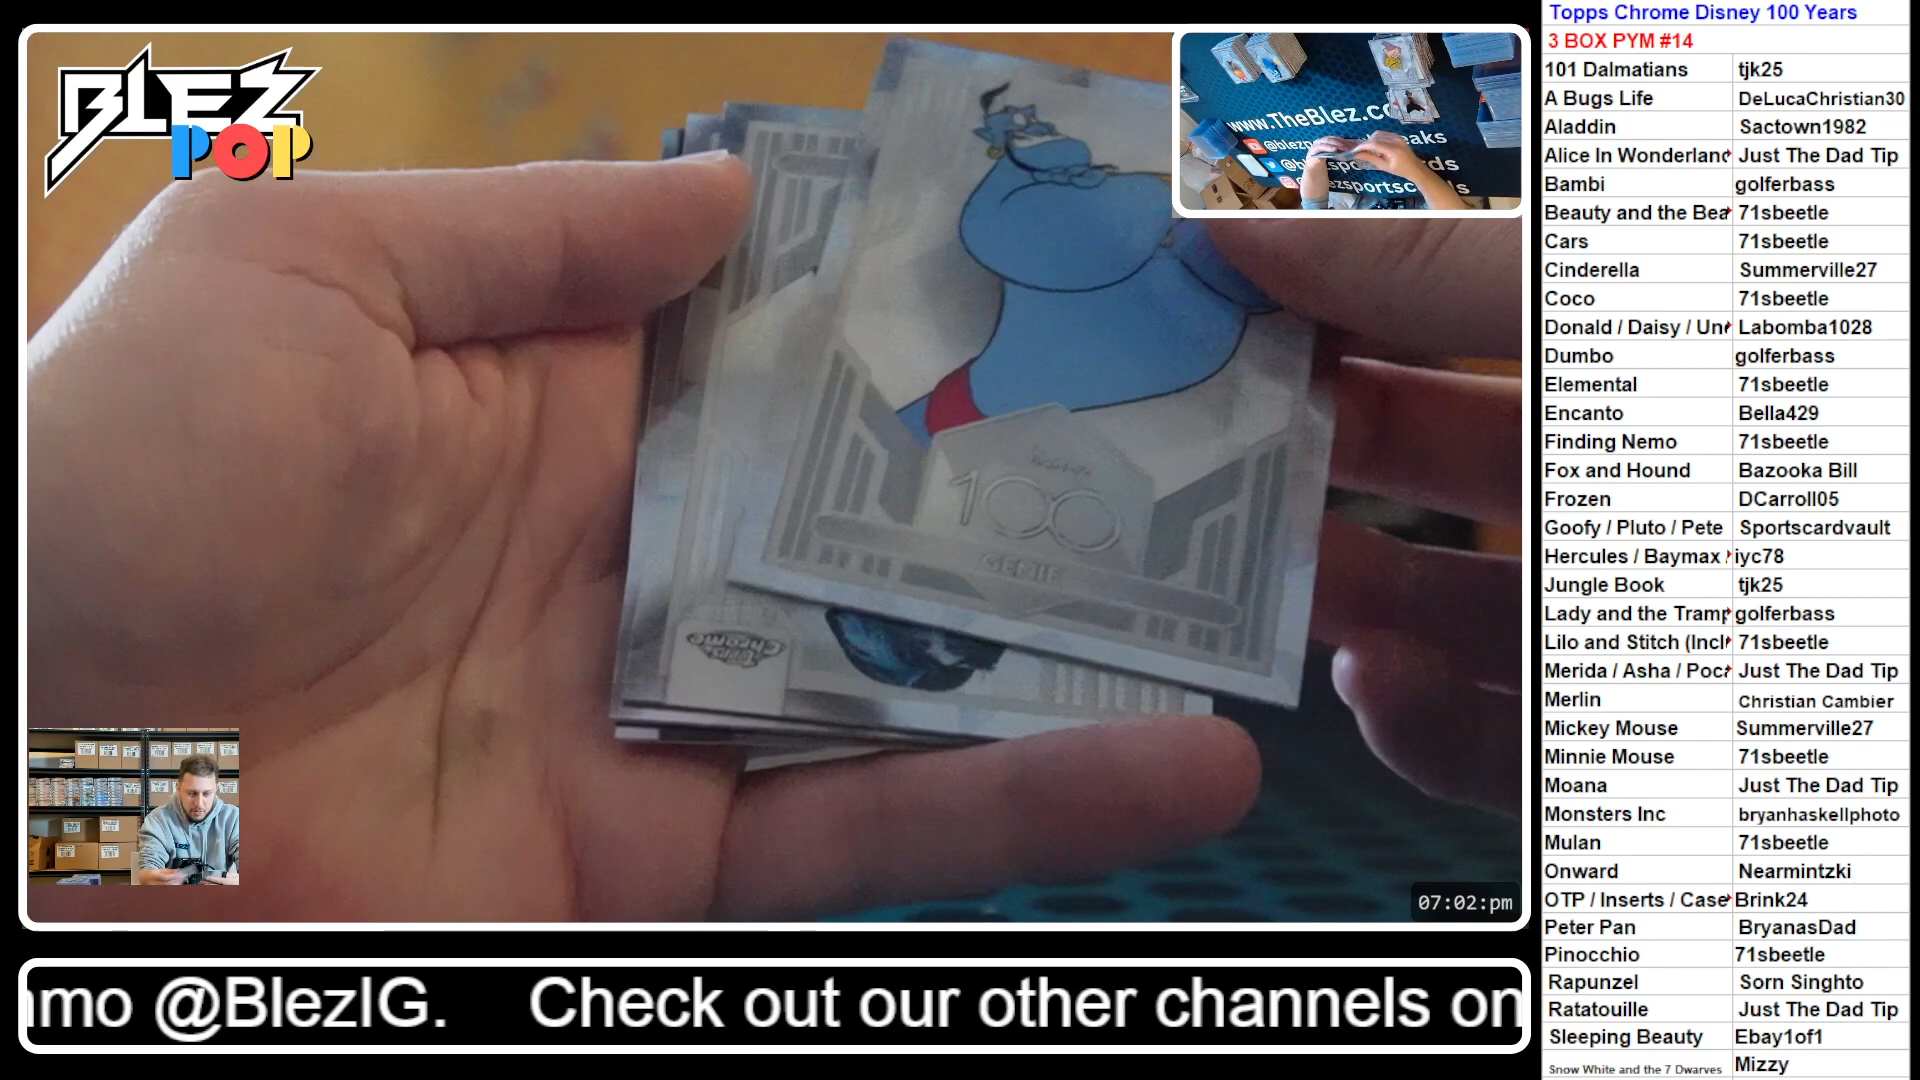 BLEZ
POP
www.TheBlez.co
100
GENIE
Topps
Chrome
07:02:pm
mo @BlezIG. Check out our other channels on
Topps Chrome Disney 100 Years
3 BOX PYM #14
101 Dalmatians tjk25
A Bugs Life DeLucaChristian30
Aladdin Sactown1982
Alice In Wonderlan Just The Dad Tip
Bambi golferbass
Beauty and the Bea 71sbeetle
Cars 71sbeetle
Cinderella Summerville27
Coco 71sbeetle
Donald / Daisy / Un Labomba1028
Dumbo golferbass
Elemental 71sbeetle
Encanto Bella429
Finding Nemo 71sbeetle
Fox and Hound Bazooka Bill
Frozen DCarroll05
Goofy / Pluto / Pete Sportscardvault
Hercules / Baymax / iyc78
Jungle Book tjk25
Lady and the Tram golferbass
Lilo and Stitch (Incl 71sbeetle
Merida / Asha / Poc Just The Dad Tip
Merlin Christian Cambier
Mickey Mouse Summerville27
Minnie Mouse 71sbeetle
Moana Just The Dad Tip
Monsters Inc bryanhaskellphoto
Mulan 71sbeetle
Onward Nearmintzki
OTP / Inserts / Case Brink24
Peter Pan BryanasDad
Pinocchio 71sbeetle
Rapunzel Sorn Singhto
Ratatouille Just The Dad Tip
Sleeping Beauty Ebay1of1
Snow White and the 7 Dwarves Mizzy